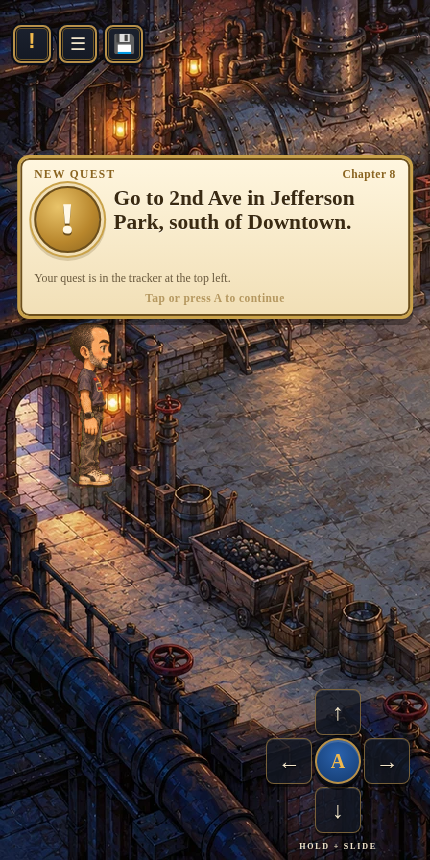 !
☰
💾
NEW QUEST
Chapter 8
!
Go to 2nd Ave in Jefferson
Park, south of Downtown.
Your quest is in the tracker at the top left.
Tap or press A to continue
↑
← A →
↓
HOLD + SLIDE